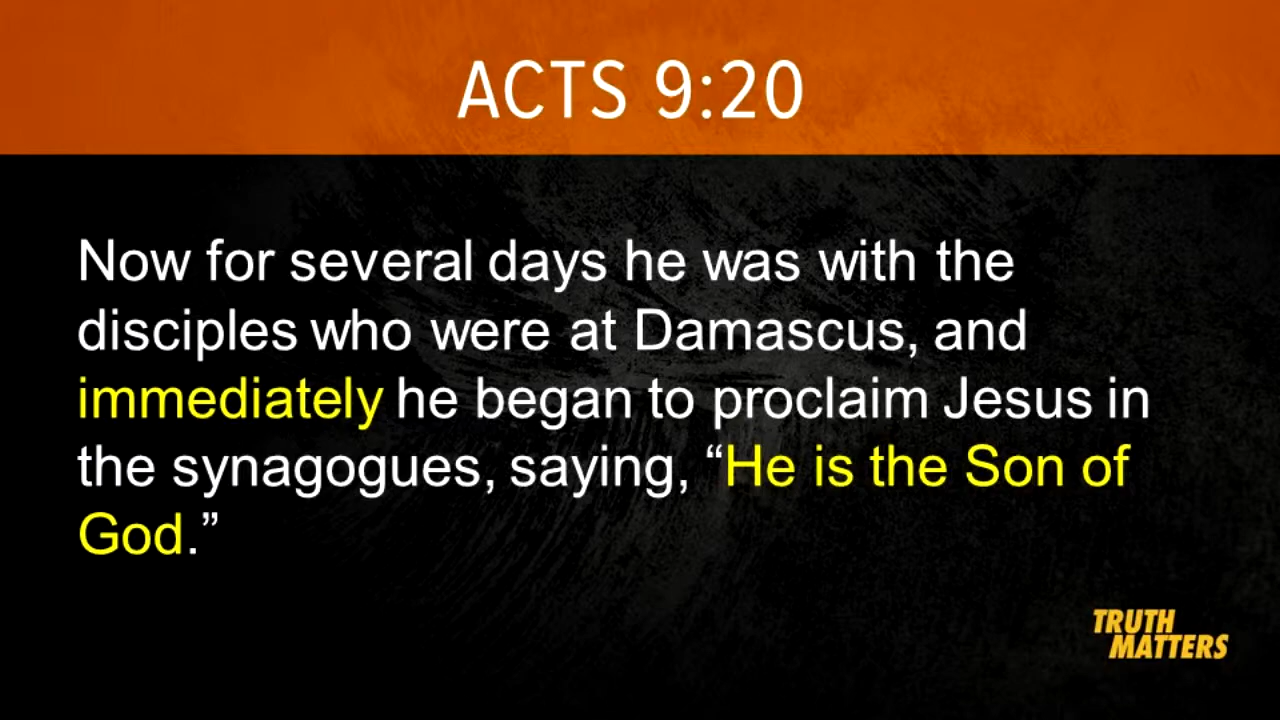 ACTS 9:20
Now for several days he was with the
disciples who were at Damascus, and
immediately he began to proclaim Jesus in
the synagogues, saying, “He is the Son of
God.”
TRUTH
MATTERS